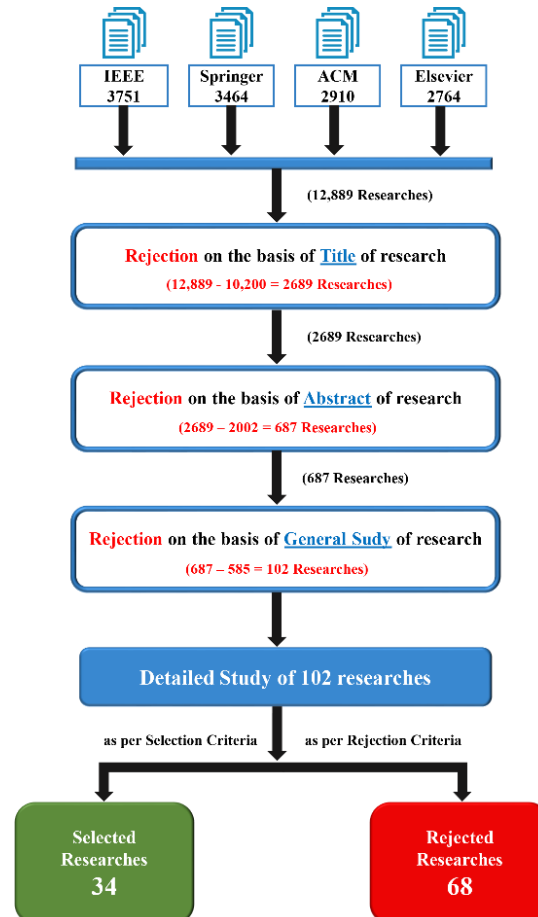 IEEE
3751
Springer
3464
ACM
2910
Elsevier
2764
(12,889 Researches)
Rejection on the basis of Title of research
(12,889 - 10,200 = 2689 Researches)
(2689 Researches)
Rejection on the basis of Abstract of research
(2689 – 2002 = 687 Researches)
(687 Researches)
Rejection on the basis of General Sudy of research
(687 – 585 = 102 Researches)
Detailed Study of 102 researches
as per Selection Criteria
as per Rejection Criteria
Selected
Researches
34
Rejected
Researches
68